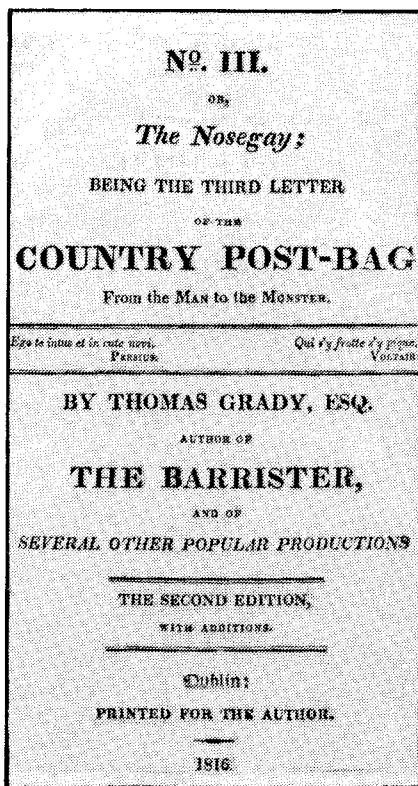 Nº. III.
OR,
The Nosegay;
BEING THE THIRD LETTER
OF THE
COUNTRY POST-BAG
From the MAN to the MONSTER.
Ego te intus et in cute novi. Qui s'y frotte s'y pique.
PERSIUS. VOLTAIR
BY THOMAS GRADY, ESQ.
AUTHOR OF
THE BARRISTER,
AND OF
SEVERAL OTHER POPULAR PRODUCTIONS
THE SECOND EDITION,
WITH ADDITIONS.
Dublin:
PRINTED FOR THE AUTHOR.
1816